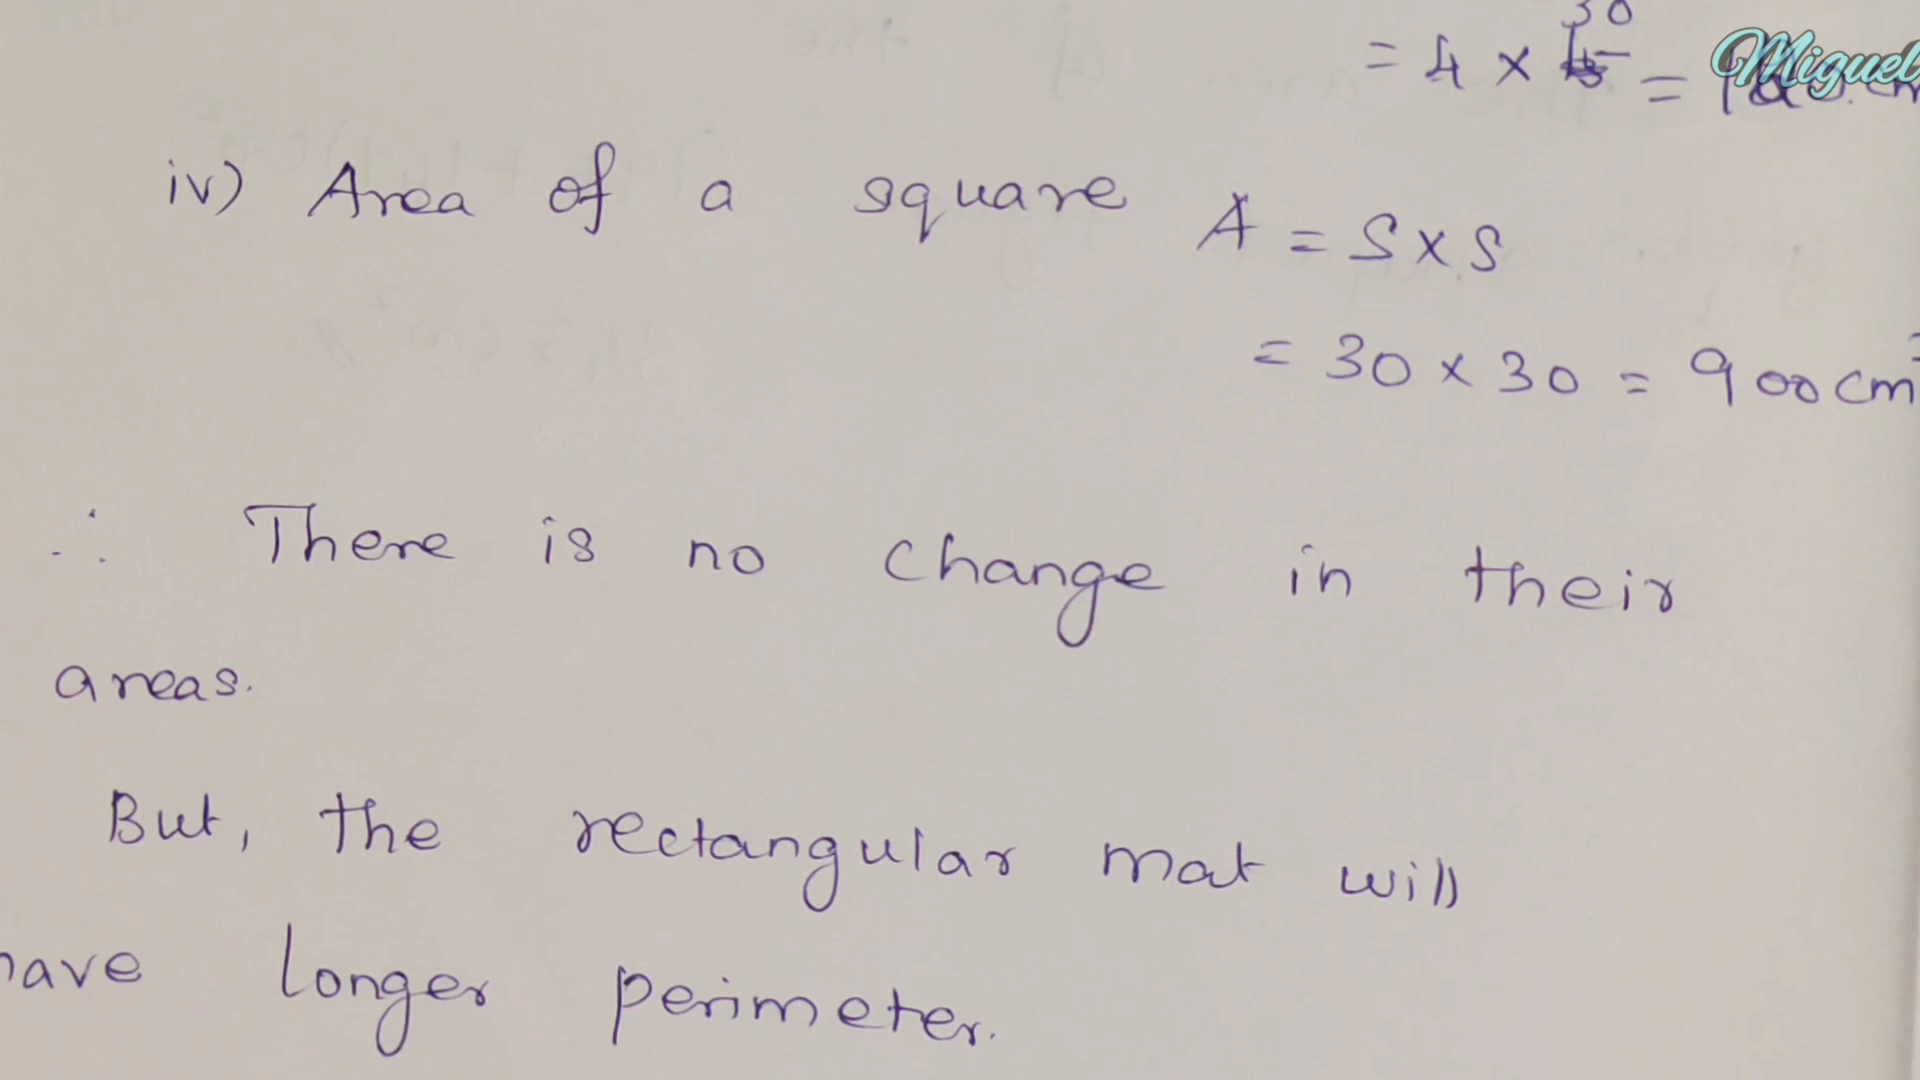 30
= 4 × =
Miguel
iv) Area of a square A = S × S
= 30 × 30 = 900 cm
∴ There is no change in their
areas.
But, the rectangular mat will
have longer perimeter.